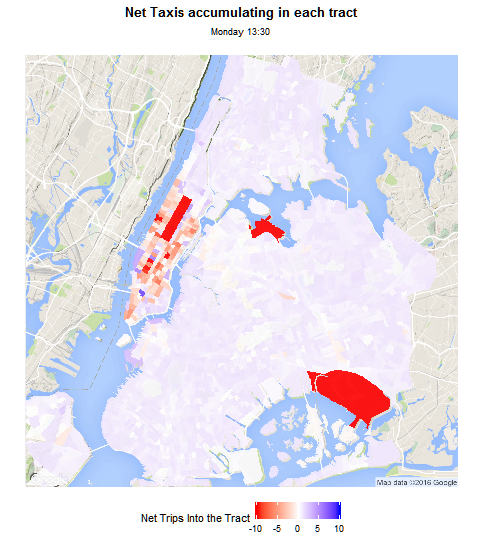 Net Taxis accumulating in each tract
Monday 13:30
Map data ©2016 Google
Net Trips Into the Tract
-10 -5 0 5 10